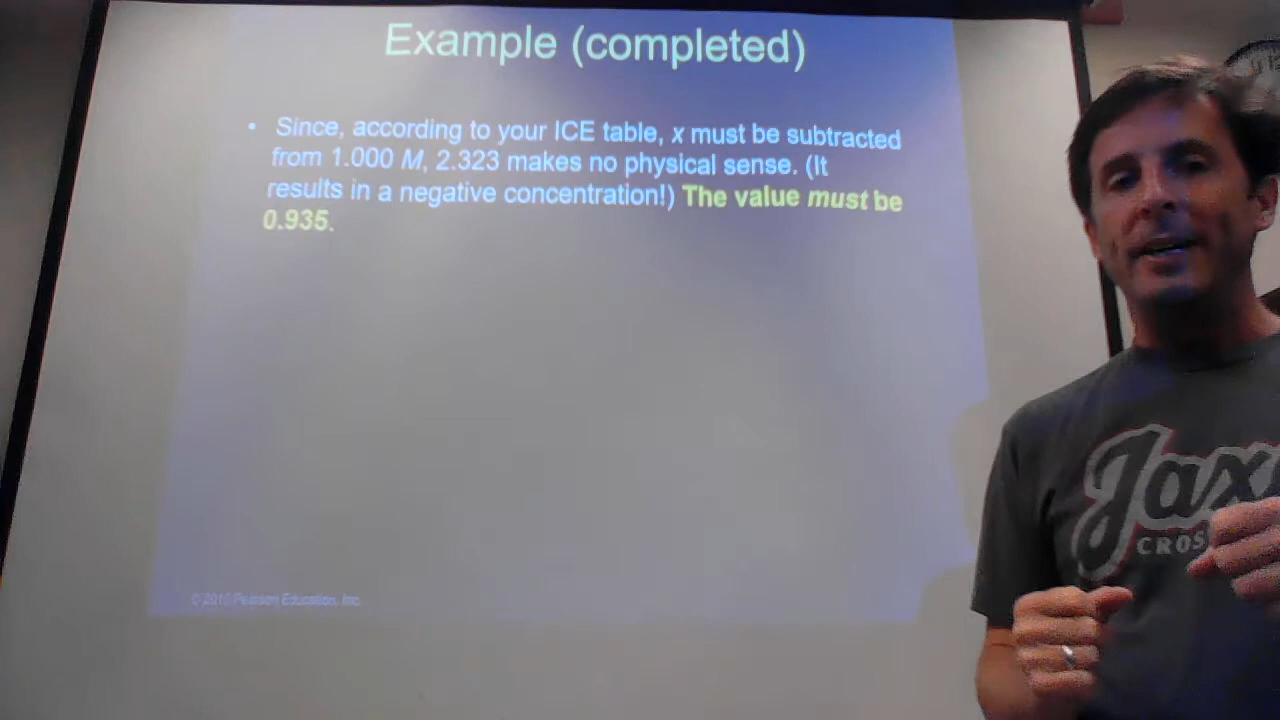 Example (completed)
• Since, according to your ICE table, x must be subtracted
from 1.000 M, 2.323 makes no physical sense. (It
results in a negative concentration!) The value must be
0.935.
© 2010 Pearson Education, Inc.
Jax
CROS